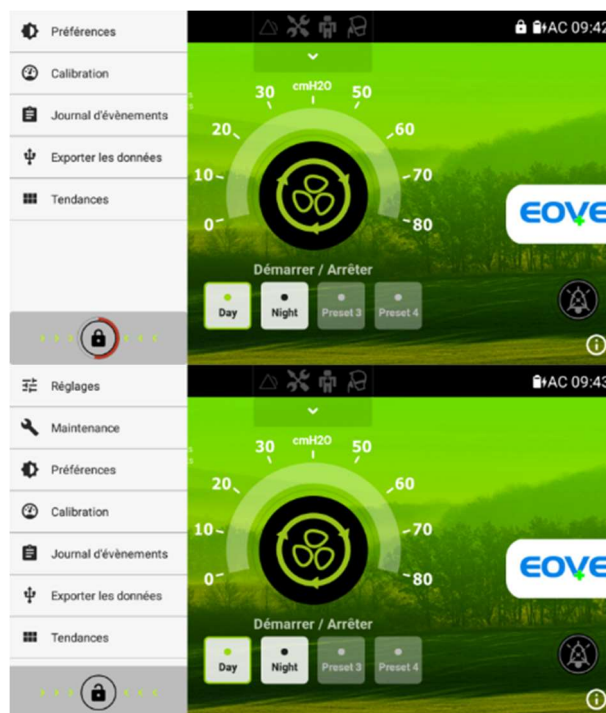 Préférences
AC 09:42
Calibration
30 cmH2O 50
Journal d'évènements
20 60
Exporter les données
10 70
Tendances
0 80
EOVE
Démarrer / Arrêter
Day Night Preset 3 Preset 4
Réglages
AC 09:43
Maintenance
30 cmH2O 50
Préférences
20 60
Calibration
10 70
Journal d'évènements
0 80
EOVE
Exporter les données
Démarrer / Arrêter
Tendances
Day Night Preset 3 Preset 4